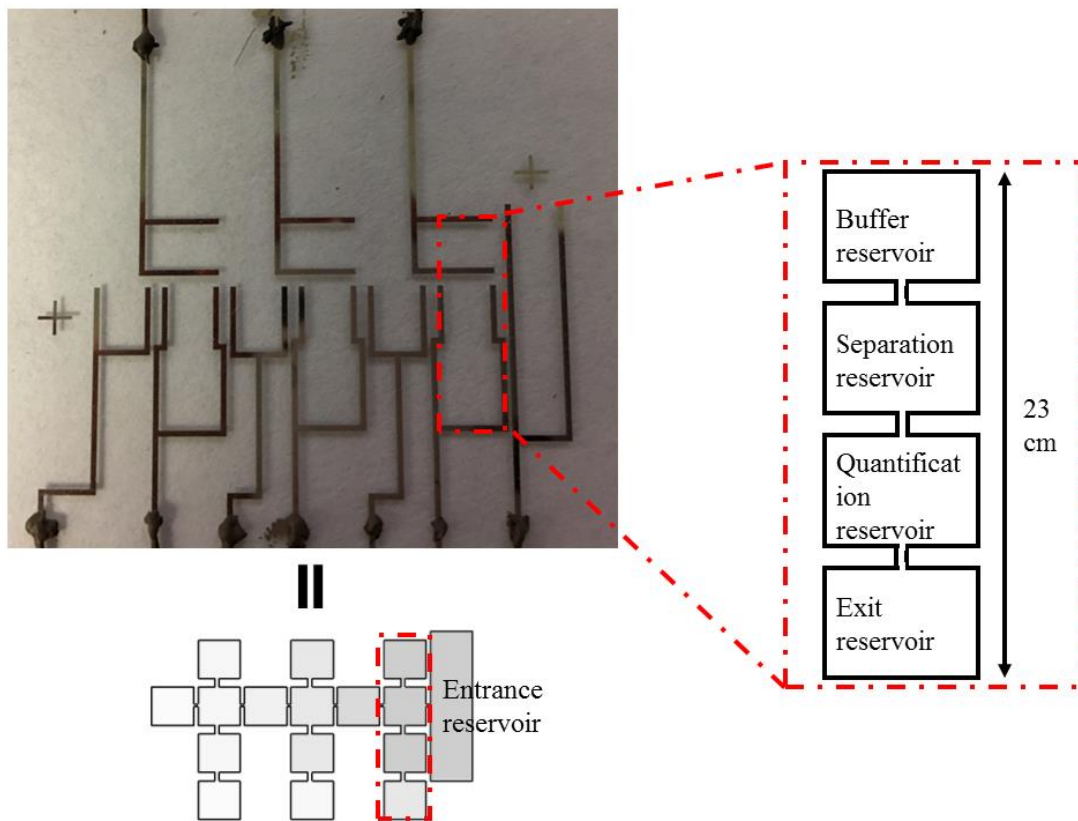 Buffer
reservoir
Separation
reservoir
Quantificat
ion
reservoir
Exit
reservoir
23
cm
Entrance
reservoir